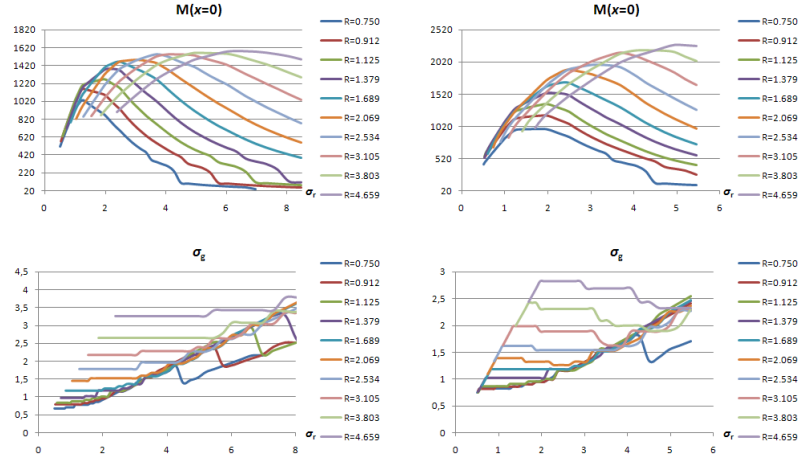 M(x=0)
1820
1620
1420
1220
1020
820
620
420
220
20
0
2
4
6
8
σr
R=0.750
R=0.912
R=1.125
R=1.379
R=1.689
R=2.069
R=2.534
R=3.105
R=3.803
R=4.659
M(x=0)
2520
2020
1520
1020
520
20
0
1
2
3
4
5
6
σr
R=0.750
R=0.912
R=1.125
R=1.379
R=1.689
R=2.069
R=2.534
R=3.105
R=3.803
R=4.659
σg
4,5
4
3,5
3
2,5
2
1,5
1
0,5
0
0
2
4
6
8
σr
R=0.750
R=0.912
R=1.125
R=1.379
R=1.689
R=2.069
R=2.534
R=3.105
R=3.803
R=4.659
σg
3
2,5
2
1,5
1
0,5
0
0
1
2
3
4
5
6
σr
R=0.750
R=0.912
R=1.125
R=1.379
R=1.689
R=2.069
R=2.534
R=3.105
R=3.803
R=4.659